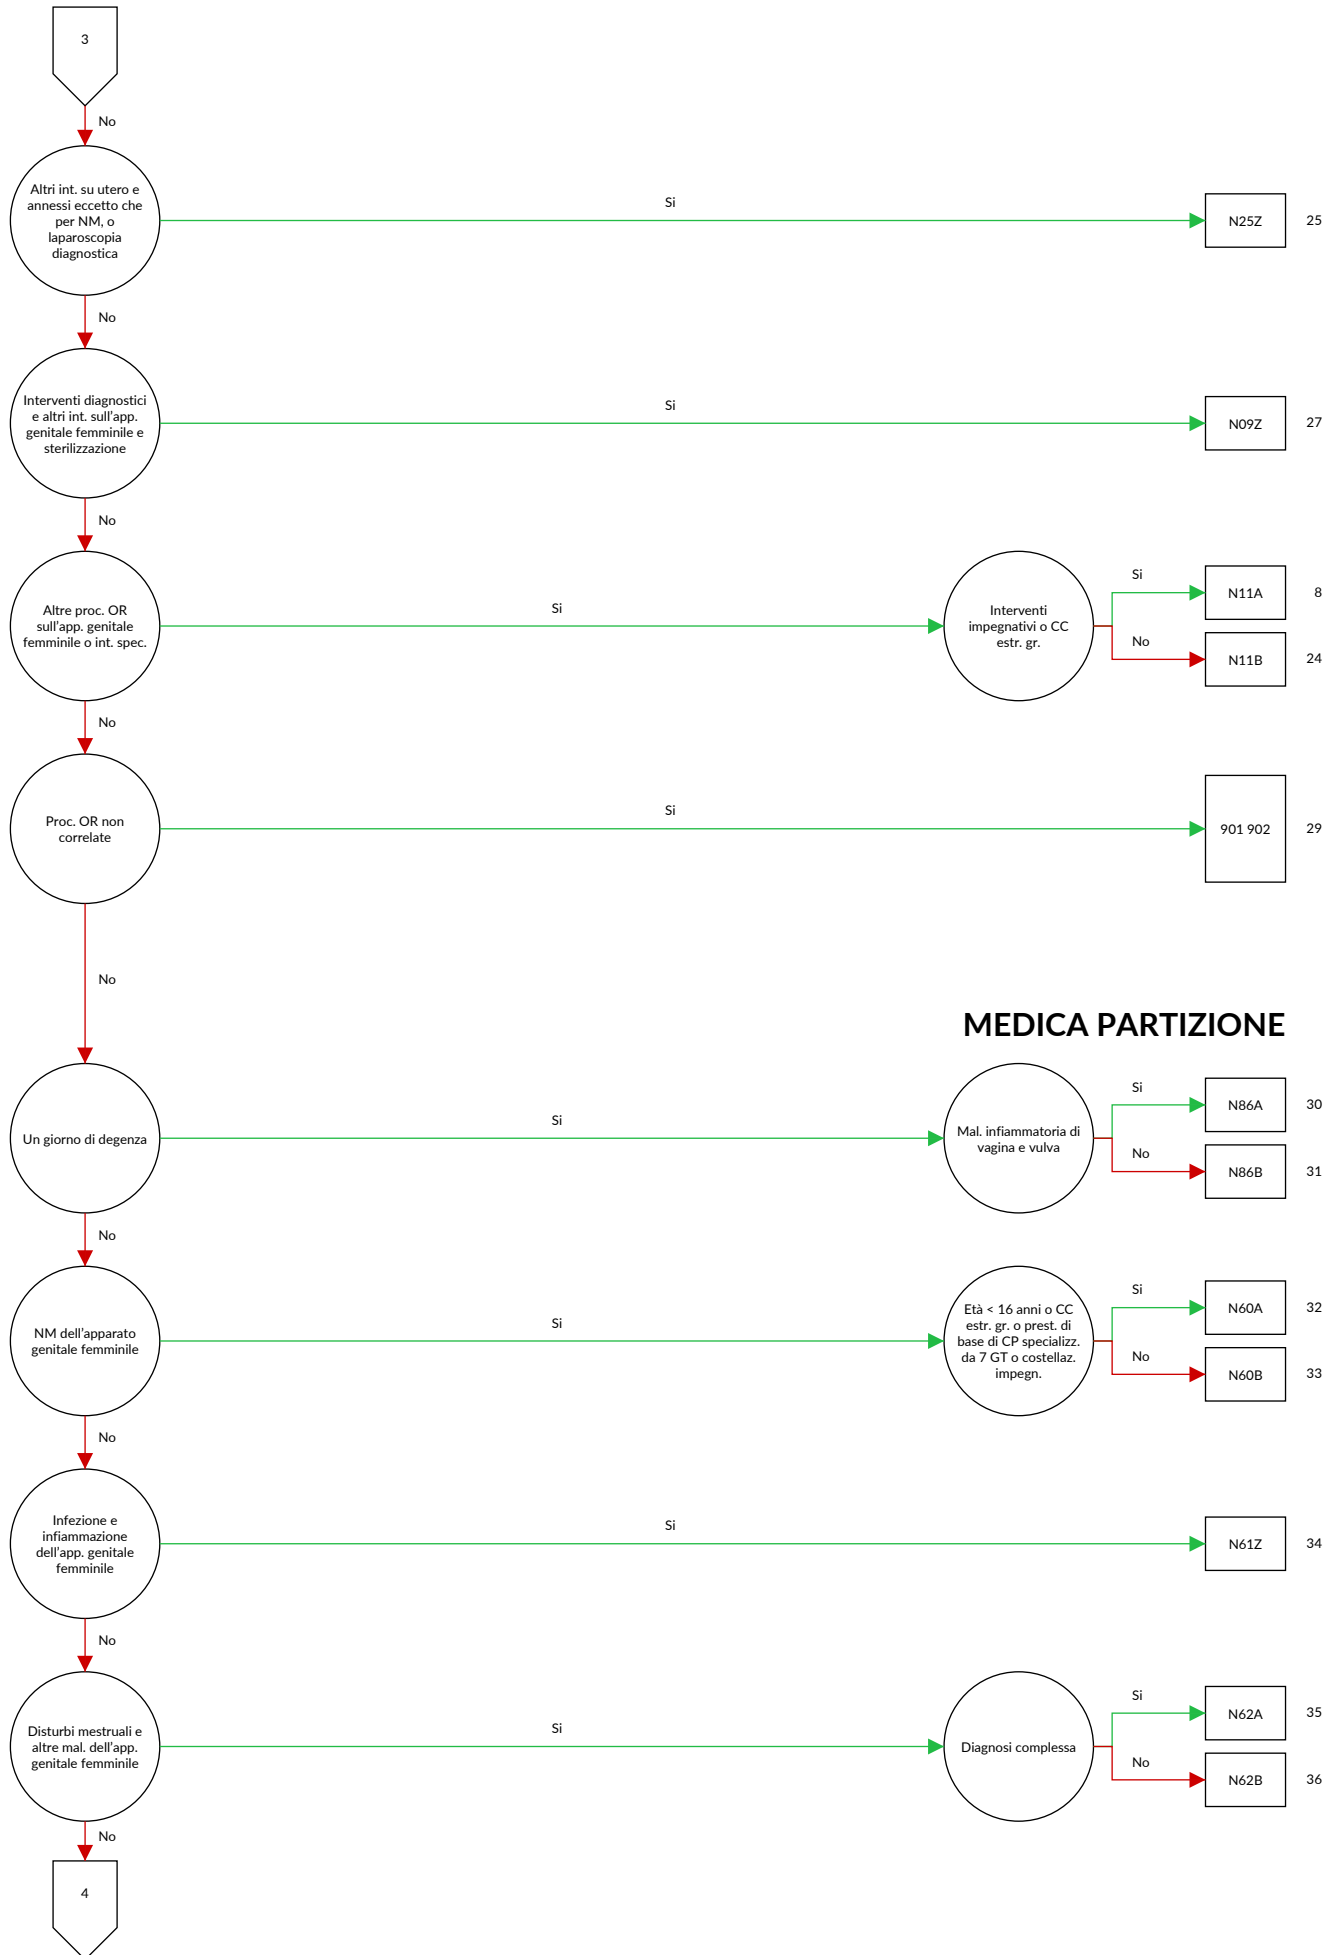 3
No
Altri int. su utero e
annessi eccetto che
per NM, o
laparoscopia
diagnostica
Si
N25Z
25
No
Interventi diagnostici
e altri int. sull'app.
genitale femminile e
sterilizzazione
Si
N09Z
27
No
Altre proc. OR
sull'app. genitale
femminile o int. spec.
Si
Interventi
impegnativi o CC
estr. gr.
Si
N11A
8
No
N11B
24
No
Proc. OR non
correlate
Si
901 902
29
No
MEDICA PARTIZIONE
Un giorno di degenza
Si
Mal. infiammatoria di
vagina e vulva
Si
N86A
30
No
N86B
31
No
NM dell'apparato
genitale femminile
Si
Età < 16 anni o CC
estr. gr. o prest. di
base di CP specializz.
da 7 GT o costellaz.
impegn.
Si
N60A
32
No
N60B
33
No
Infezione e
infiammazione
dell'app. genitale
femminile
Si
N61Z
34
No
Disturbi mestruali e
altre mal. dell'app.
genitale femminile
Si
Diagnosi complessa
Si
N62A
35
No
N62B
36
No
4